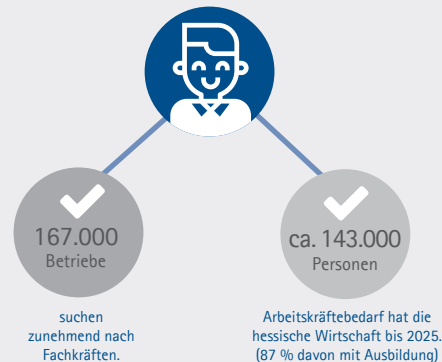 167.000
Betriebe
suchen
zunehmend nach
Fachkräften.
ca. 143.000
Personen
Arbeitskräftebedarf hat die
hessische Wirtschaft bis 2025.
(87 % davon mit Ausbildung)